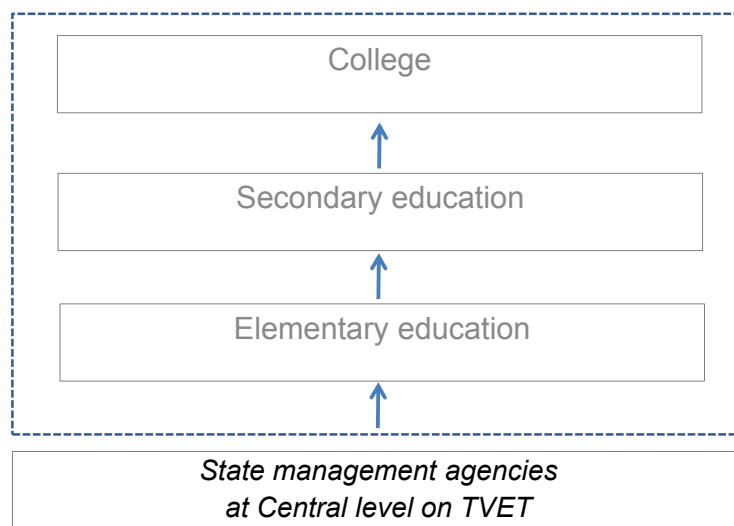 College
Secondary education
Elementary education
State management agencies
at Central level on TVET